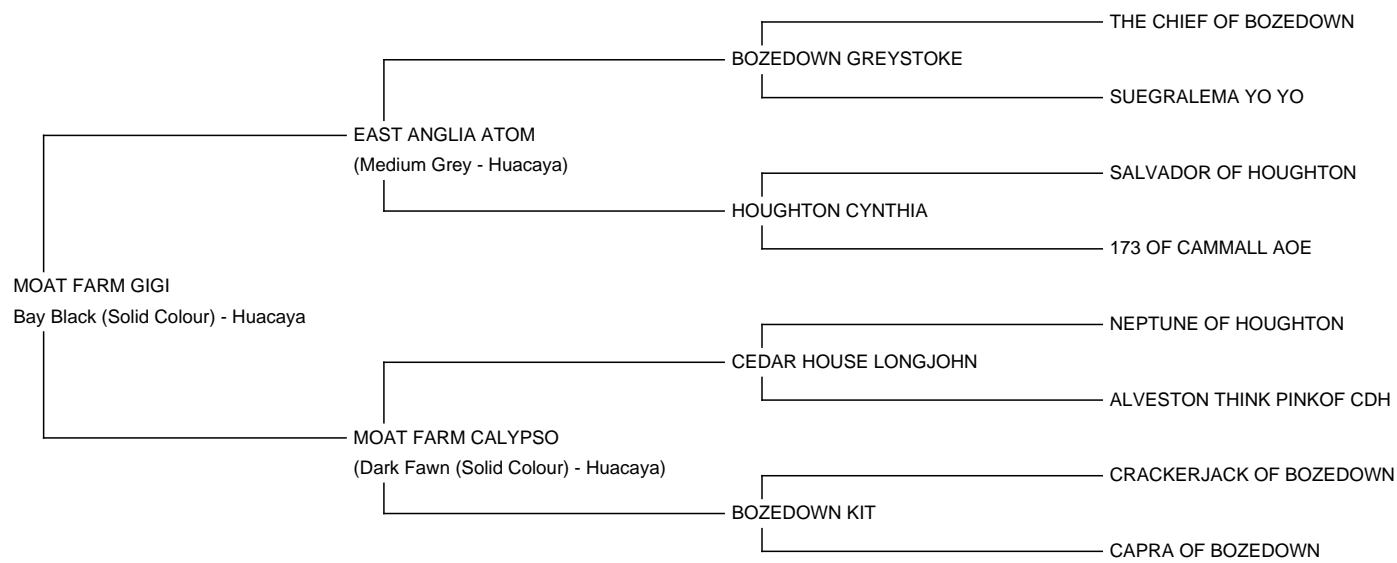 THE CHIEF OF BOZEDOWN
BOZEDOWN GREYSTOKE
SUEGRALEMA YO YO
EAST ANGLIA ATOM
(Medium Grey - Huacaya)
SALVADOR OF HOUGHTON
HOUGHTON CYNTHIA
173 OF CAMMALL AOE
MOAT FARM GIGI
Bay Black (Solid Colour) - Huacaya
NEPTUNE OF HOUGHTON
CEDAR HOUSE LONGJOHN
ALVESTON THINK PINKOF CDH
MOAT FARM CALYPSO
(Dark Fawn (Solid Colour) - Huacaya)
CRACKERJACK OF BOZEDOWN
BOZEDOWN KIT
CAPRA OF BOZEDOWN